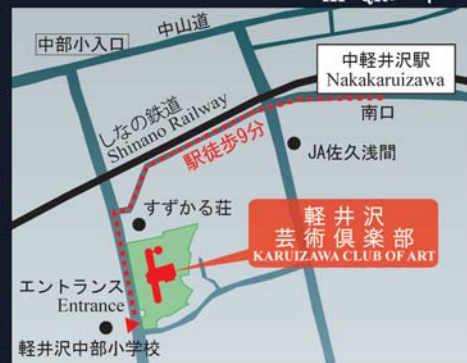 中山道
中部小入口
中軽井沢駅
Nakakaruizawa
南口
しなの鉄道
Shinano Railway
駅徒歩9分
JA佐久浅間
すずかる荘
軽井沢
芸術倶楽部
KARUIZAWA CLUB OF ART
エントランス
Entrance
軽井沢中部小学校